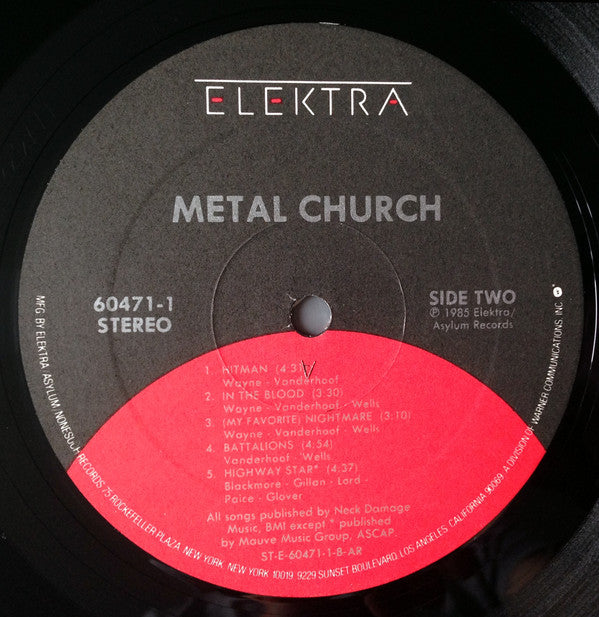 ELEKTRA
METAL CHURCH
60471-1
STEREO
SIDE TWO
℗ 1985 Elektra/
Asylum Records
1. HITMAN (4:3
Wayne - Vanderhoof
2. IN THE BLOOD (3:30)
Wayne - Vanderhoof - Wells
3. (MY FAVORITE) NIGHTMARE (3:10)
Wayne - Vanderhoof - Wells
4. BATTALIONS (4:54)
Vanderhoof - Wells
5. HIGHWAY STAR* (4:37)
Blackmore - Gillan - Lord -
Paice - Glover
All songs published by Neck Damage
Music, BMI except * published
by Mauve Music Group, ASCAP.
ST-E-60471-1-B-AR
MFG. BY ELEKTRA/ASYLUM/NONESUCH RECORDS, 75 ROCKEFELLER PLAZA, NEW YORK, NEW YORK 10019. 9229 SUNSET BOULEVARD, LOS ANGELES, CALIFORNIA 90069. A DIVISION OF WARNER COMMUNICATIONS, INC.